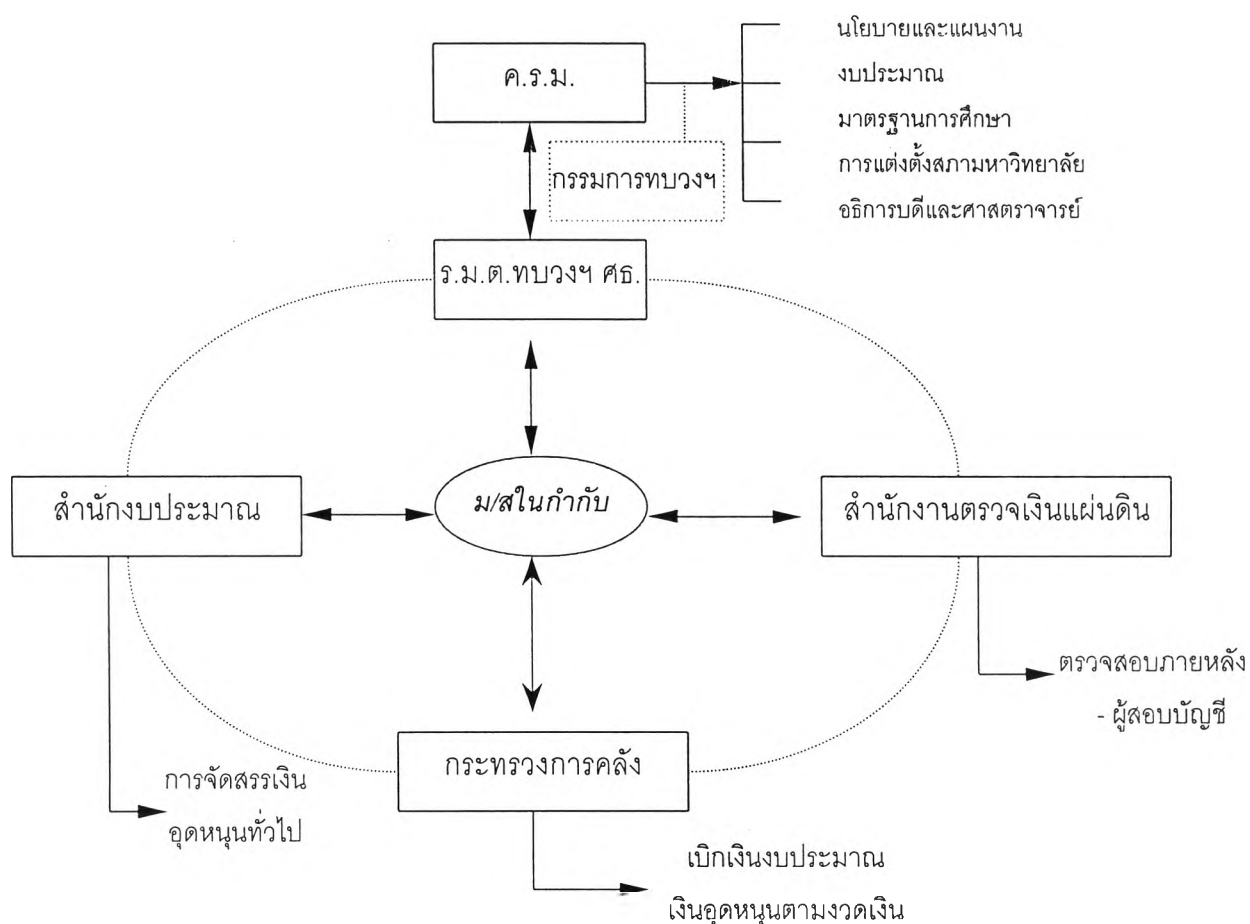 นโยบายและแผนงาน
ค.ร.ม.
งบประมาณ
มาตรฐานการศึกษา
การแต่งตั้งสภามหาวิทยาลัย
กรรมการทบวงฯ
อธิการบดีและศาสตราจารย์
ร.ม.ต.ทบวงฯ ศธ.
สำนักงบประมาณ
ม/สในกำกับ
สำนักงานตรวจเงินแผ่นดิน
ตรวจสอบภายหลัง
- ผู้สอบบัญชี
กระทรวงการคลัง
การจัดสรรเงิน
อุดหนุนทั่วไป
เบิกเงินงบประมาณ
เงินอุดหนุนตามงวดเงิน